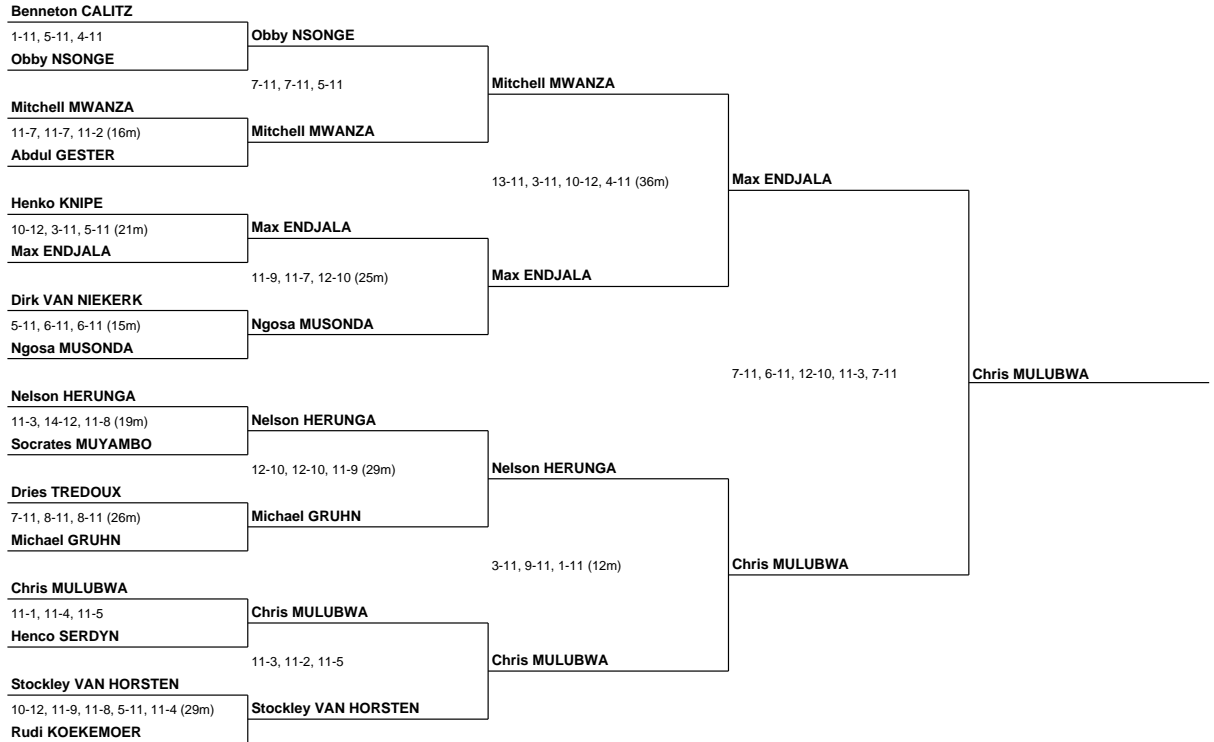 Benneton CALITZ
1-11, 5-11, 4-11
Obby NSONGE
Obby NSONGE
7-11, 7-11, 5-11
Mitchell MWANZA
Mitchell MWANZA
11-7, 11-7, 11-2 (16m)
Mitchell MWANZA
Abdul GESTER
13-11, 3-11, 10-12, 4-11 (36m)
Max ENDJALA
Henko KNIPE
10-12, 3-11, 5-11 (21m)
Max ENDJALA
Max ENDJALA
11-9, 11-7, 12-10 (25m)
Max ENDJALA
Dirk VAN NIEKERK
5-11, 6-11, 6-11 (15m)
Ngosa MUSONDA
Ngosa MUSONDA
7-11, 6-11, 12-10, 11-3, 7-11
Chris MULUBWA
Nelson HERUNGA
11-3, 14-12, 11-8 (19m)
Nelson HERUNGA
Socrates MUYAMBO
12-10, 12-10, 11-9 (29m)
Nelson HERUNGA
Dries TREDOUX
7-11, 8-11, 8-11 (26m)
Michael GRUHN
Michael GRUHN
3-11, 9-11, 1-11 (12m)
Chris MULUBWA
Chris MULUBWA
11-1, 11-4, 11-5
Chris MULUBWA
Henco SERDYN
11-3, 11-2, 11-5
Chris MULUBWA
Stockley VAN HORSTEN
10-12, 11-9, 11-8, 5-11, 11-4 (29m)
Stockley VAN HORSTEN
Rudi KOEKEMOER